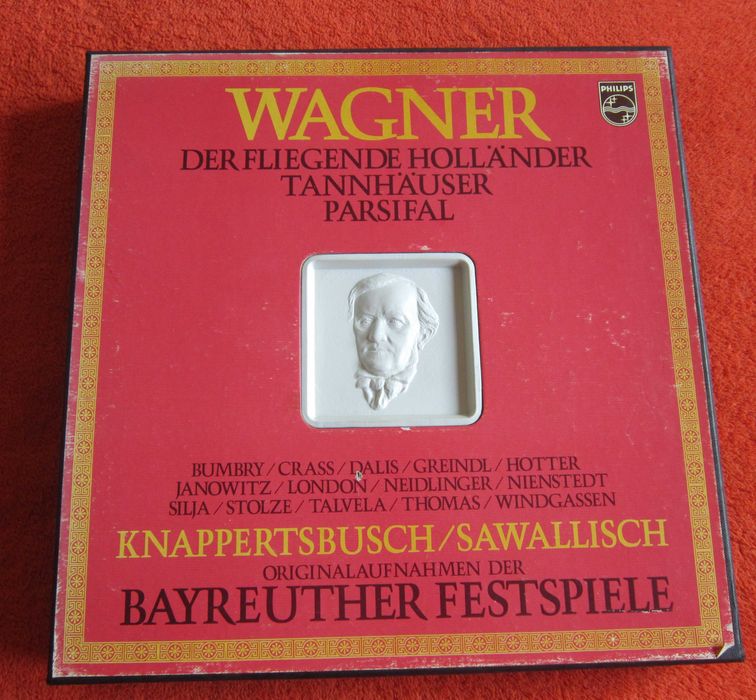 WAGNER
PHILIPS
DER FLIEGENDE HOLLÄNDER
TANNHÄUSER
PARSIFAL
BUMBRY/CRASS/DALIS/GREINDL/HOTTER
JANOWITZ/LONDON/NEIDLINGER/NIENSTEDT
SILJA/STOLZE/TALVELA/THOMAS/WINDGASSEN
KNAPPERTSBUSCH/SAWALLISCH
ORIGINALAUFNAHMEN DER
BAYREUTHER FESTSPIELE